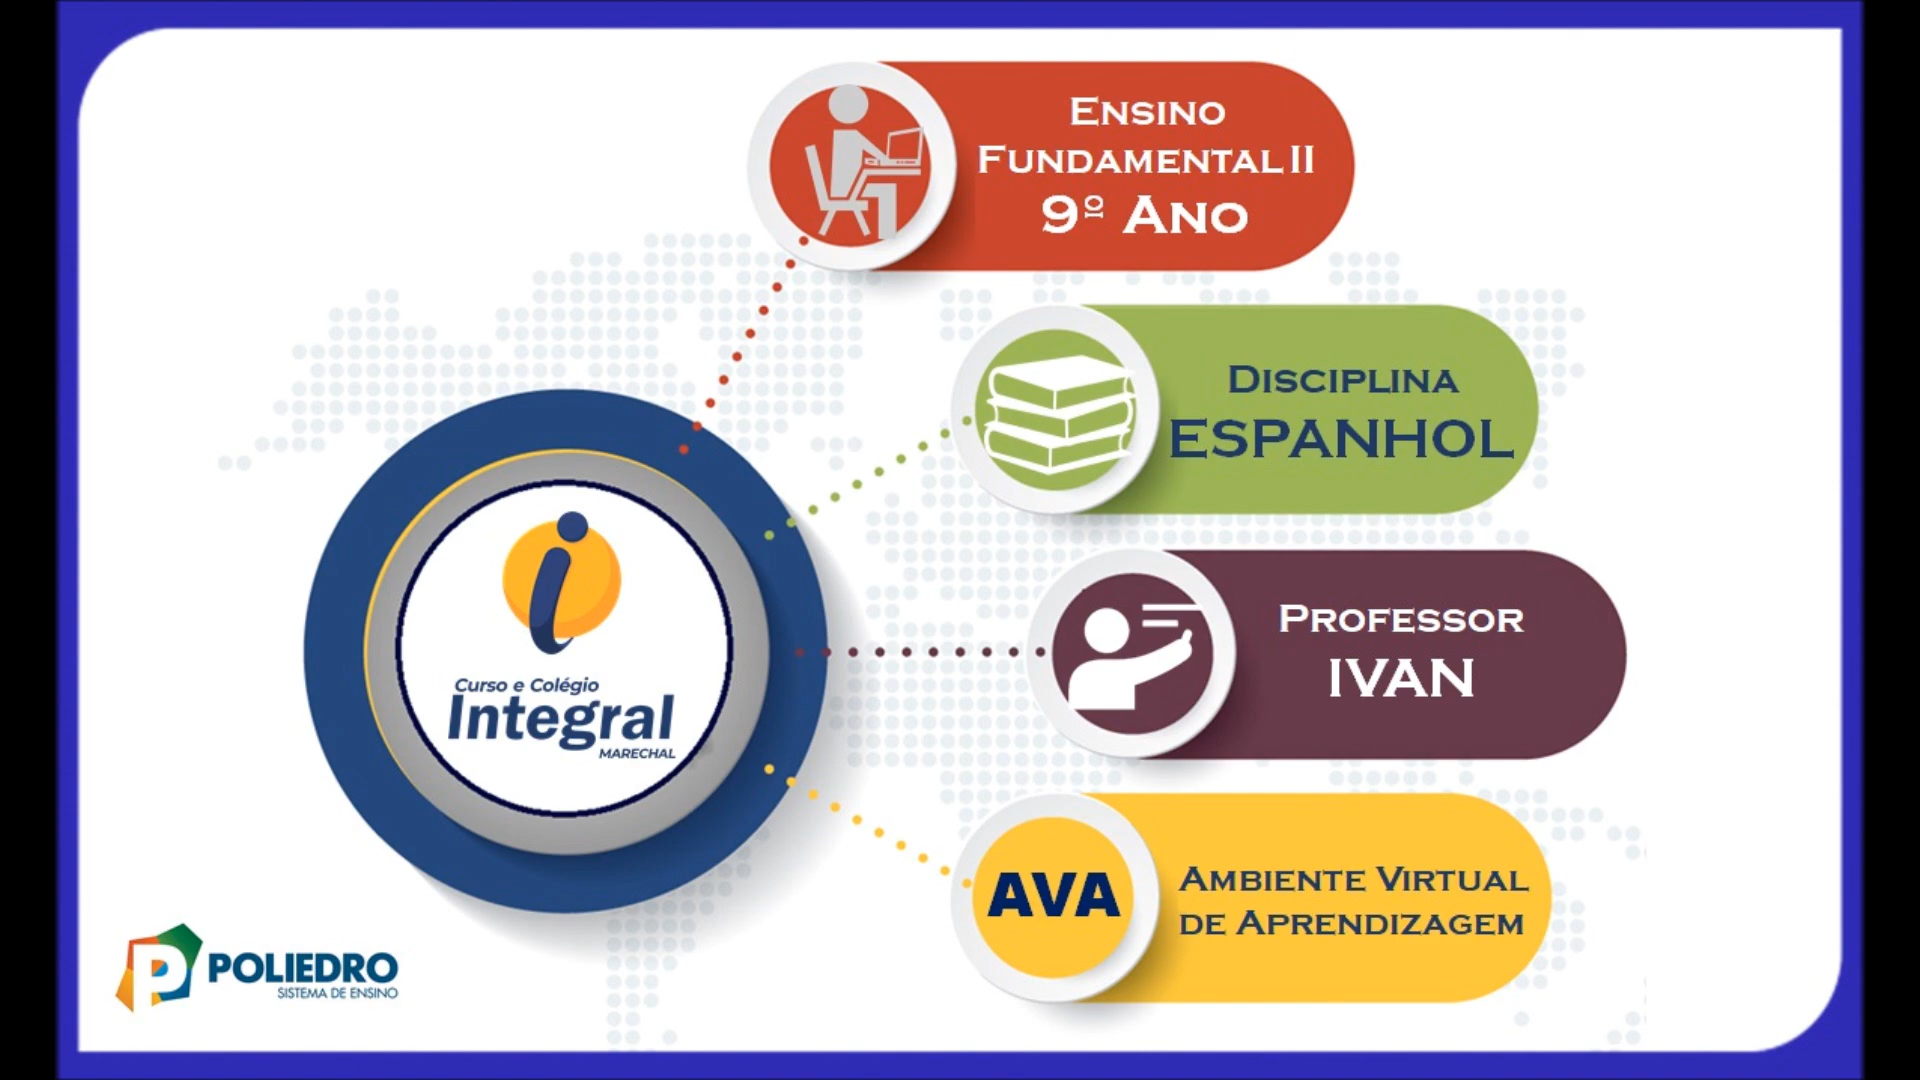 Ensino
Fundamental II
9º Ano
Disciplina
ESPANHOL
Professor
IVAN
AVA
Ambiente Virtual
de Aprendizagem
Curso e Colégio
Integral
MARECHAL
POLIEDRO
SISTEMA DE ENSINO